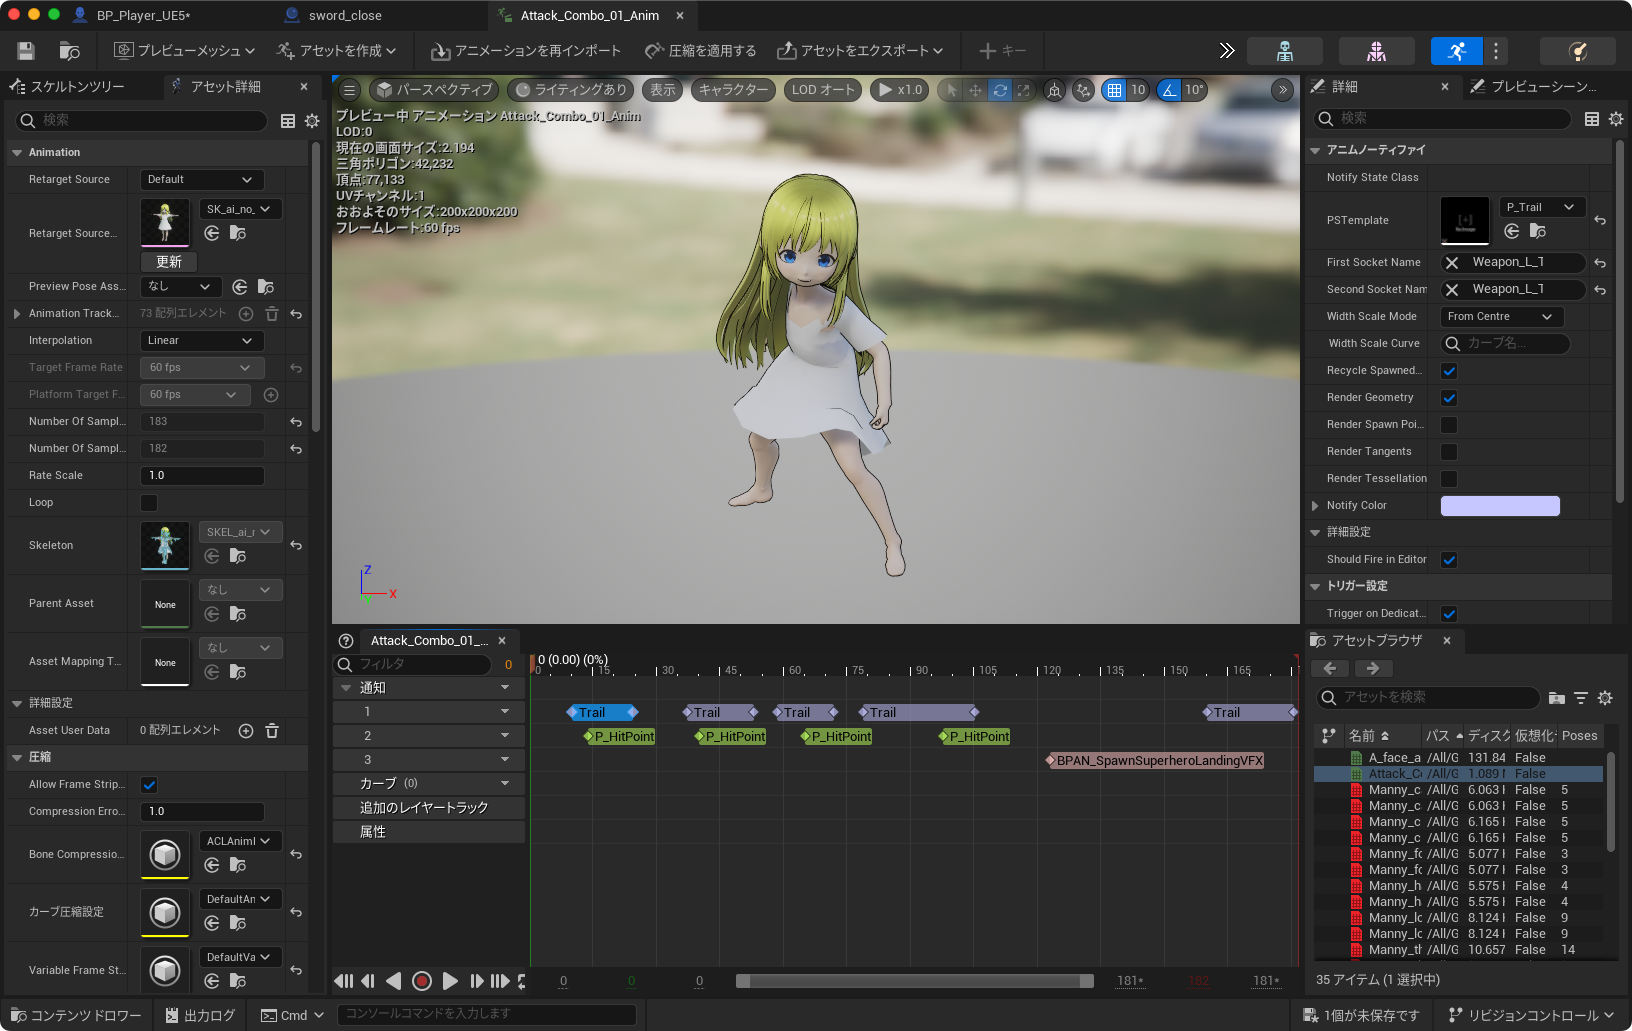 BP_Player_UE5*
sword_close
Attack_Combo_01_Anim
プレビューメッシュ
アセットを作成
アニメーションを再インポート
圧縮を適用する
アセットをエクスポート
キー
スケルトンツリー
アセット詳細
検索
Animation
Retarget Source
Default
Retarget Source...
SK_ai_no_
更新
Preview Pose Ass...
なし
Animation Track...
73 配列エレメント
Interpolation
Linear
Target Frame Rate
60 fps
Platform Target F...
60 fps
Number Of Sampl...
183
Number Of Sampl...
182
Rate Scale
1.0
Loop
Skeleton
SKEL_ai_r
Parent Asset
None
なし
Asset Mapping T...
None
なし
詳細設定
Asset User Data
0 配列エレメント
圧縮
Allow Frame Strip...
Compression Erro...
1.0
Bone Compressio...
ACLAnimI
カーブ圧縮設定
DefaultAn
Variable Frame St...
DefaultVa
パースペクティブ
ライティングあり
表示
キャラクター
LOD オート
x1.0
10
10°
プレビュー中 アニメーション Attack_Combo_01_Anim
LOD:0
現在の画面サイズ:2.194
三角ポリゴン:42,232
頂点:77,133
UVチャンネル:1
おおよそのサイズ:200x200x200
フレームレート:60 fps
Z
X
Attack_Combo_01_...
フィルタ
0
0 (0.00) (0%)
0 15 30 45 60 75 90 105 120 135 150 165
通知
1
Trail
Trail
Trail
Trail
Trail
2
P_HitPoint
P_HitPoint
P_HitPoint
P_HitPoint
3
BPAN_SpawnSuperheroLandingVFX
カーブ (0)
追加のレイヤートラック
属性
0
0
0
181*
182
181*
詳細
プレビューシーン...
検索
アニムノーティファイ
Notify State Class
PSTemplate
P_Trail
First Socket Name
Weapon_L_T
Second Socket Nam
Weapon_L_T
Width Scale Mode
From Centre
Width Scale Curve
カーブ名...
Recycle Spawned...
Render Geometry
Render Spawn Poi...
Render Tangents
Render Tessellation
Notify Color
詳細設定
Should Fire in Editor
トリガー設定
Trigger on Dedicat...
アセットブラウザ
アセットを検索
名前 パス ディスク 仮想化 Poses
A_face_a /All/G 131.84 False
Attack_C /All/G 1.089 False
Manny_c /All/G 6.063 False 5
Manny_c /All/G 6.063 False 5
Manny_c /All/G 6.165 False 5
Manny_c /All/G 6.165 False 5
Manny_fo /All/G 5.077 False 3
Manny_fo /All/G 5.077 False 3
Manny_h /All/G 5.575 False 4
Manny_h /All/G 5.575 False 4
Manny_lo /All/G 8.124 False 9
Manny_lo /All/G 8.124 False 9
Manny_th /All/G 10.657 False 14
35 アイテム (1 選択中)
コンテンツ ドロワー
出力ログ
Cmd
コンソールコマンドを入力します
1個が未保存です
リビジョンコントロール